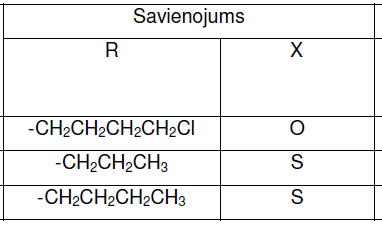 Savienojums
R X
-CH₂CH₂CH₂CH₂Cl O
-CH₂CH₂CH₃ S
-CH₂CH₂CH₂CH₃ S